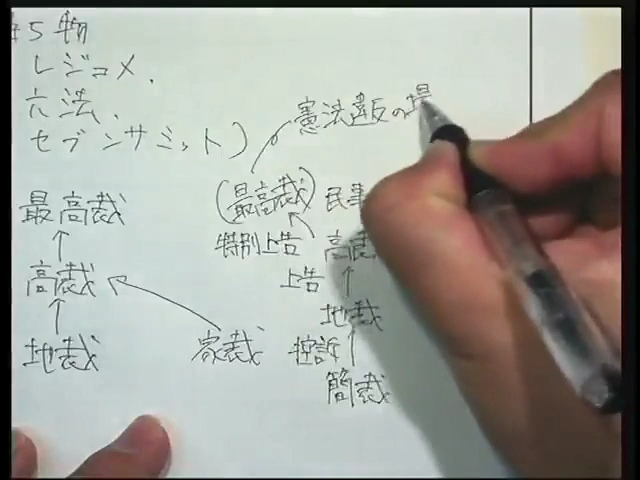 5 物
レジュメ.
六法.
セブンサミット)
憲法違反の場
最高裁
(最高裁)
民事
特別上告
高裁
高裁
上告
地裁
地裁
家裁
控訴
簡裁